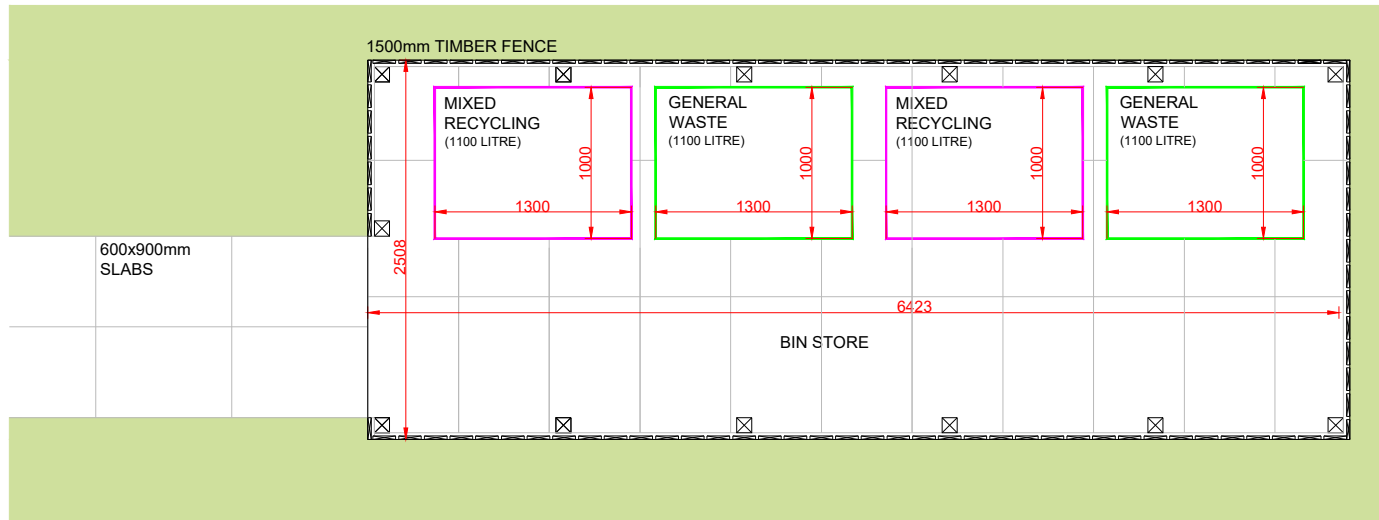 1500mm TIMBER FENCE
MIXED
RECYCLING
(1100 LITRE)
1000
1300
GENERAL
WASTE
(1100 LITRE)
1000
1300
MIXED
RECYCLING
(1100 LITRE)
1000
1300
GENERAL
WASTE
(1100 LITRE)
1000
1300
600x900mm
SLABS
2508
6423
BIN STORE